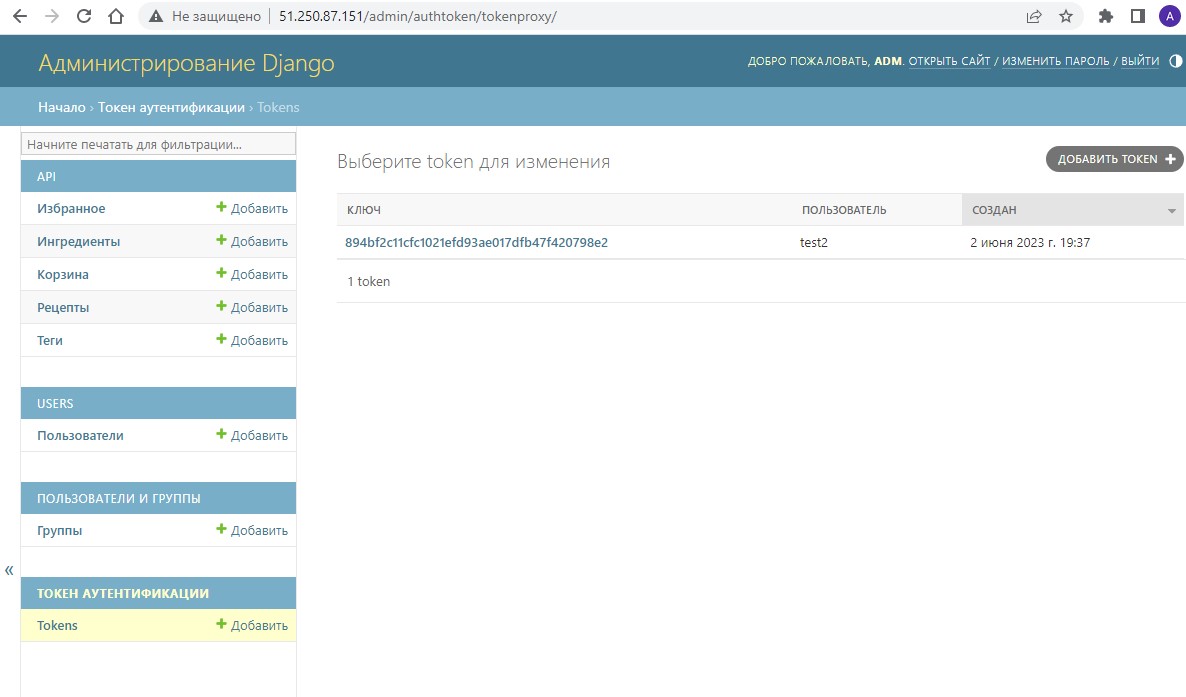 Не защищено 51.250.87.151/admin/authtoken/tokenproxy/ A
Администрирование Django
ДОБРО ПОЖАЛОВАТЬ, ADM. ОТКРЫТЬ САЙТ / ИЗМЕНИТЬ ПАРОЛЬ / ВЫЙТИ
Начало › Токен аутентификации › Tokens
Начните печатать для фильтрации...
API
Избранное Добавить
Ингредиенты Добавить
Корзина Добавить
Рецепты Добавить
Теги Добавить
USERS
Пользователи Добавить
ПОЛЬЗОВАТЕЛИ И ГРУППЫ
Группы Добавить
«
ТОКЕН АУТЕНТИФИКАЦИИ
Tokens Добавить
Выберите token для изменения
ДОБАВИТЬ TOKEN +
КЛЮЧ ПОЛЬЗОВАТЕЛЬ СОЗДАН
894bf2c11cfc1021efd93ae017dfb47f420798e2 test2 2 июня 2023 г. 19:37
1 token